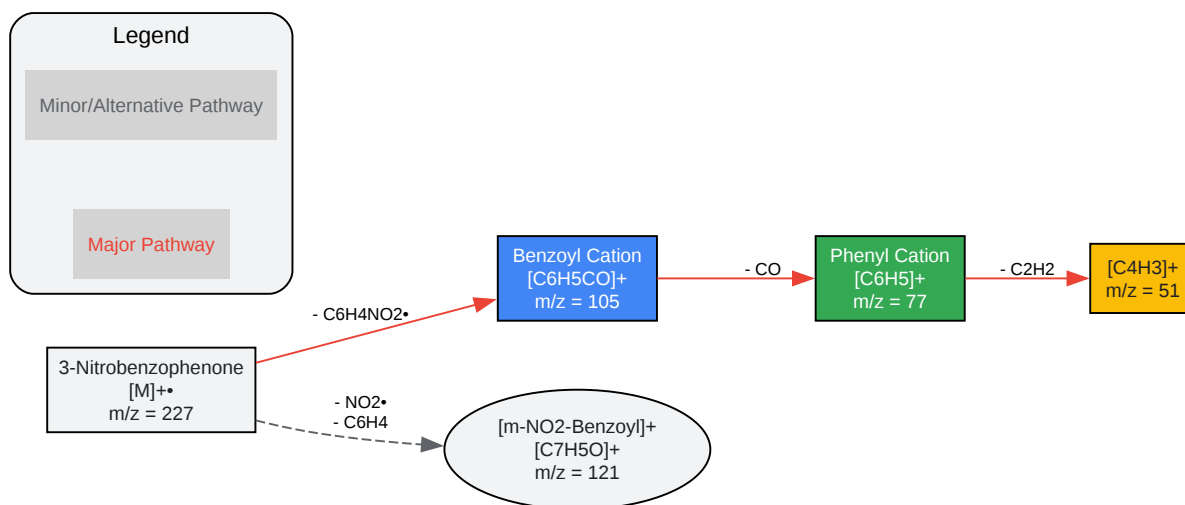 Legend
Minor/Alternative Pathway
Major Pathway
3-Nitrobenzophenone
[M]+•
m/z = 227
- C6H4NO2•
Benzoyl Cation
[C6H5CO]+
m/z = 105
- CO
Phenyl Cation
[C6H5]+
m/z = 77
- C2H2
[C4H3]+
m/z = 51
- NO2•
- C6H4
[m-NO2-Benzoyl]+
[C7H5O]+
m/z = 121